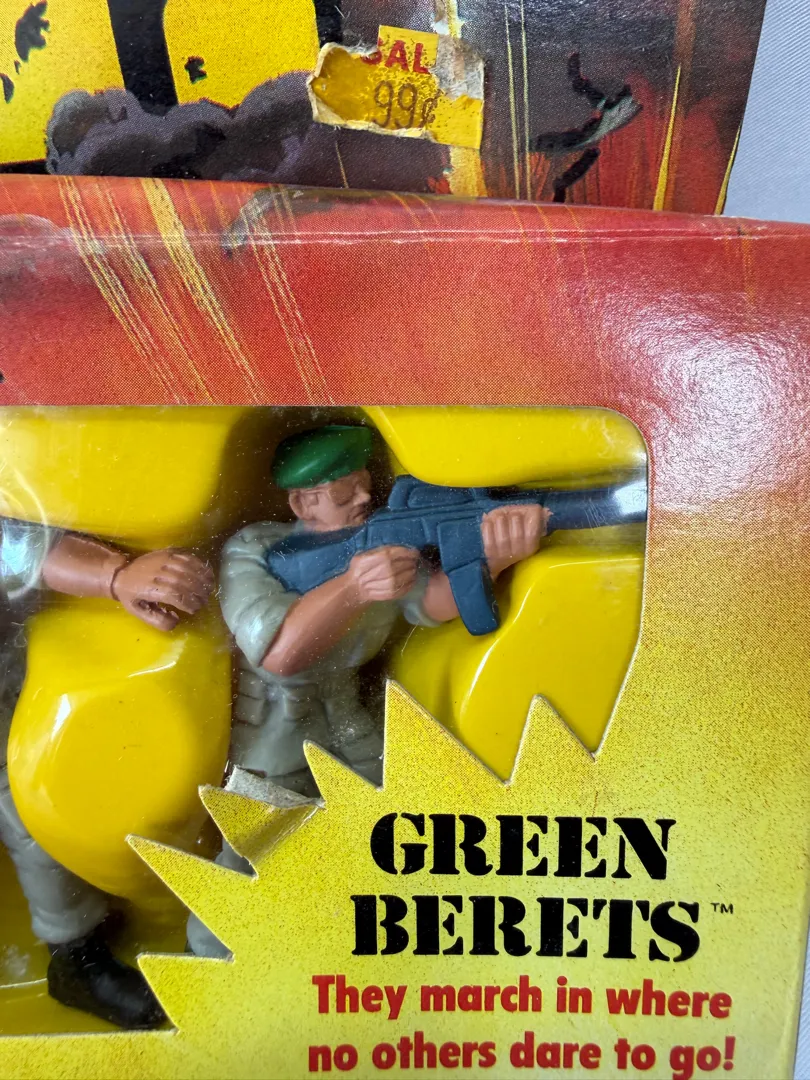 SAL
99¢
GREEN
BERETS™
They march in where
no others dare to go!